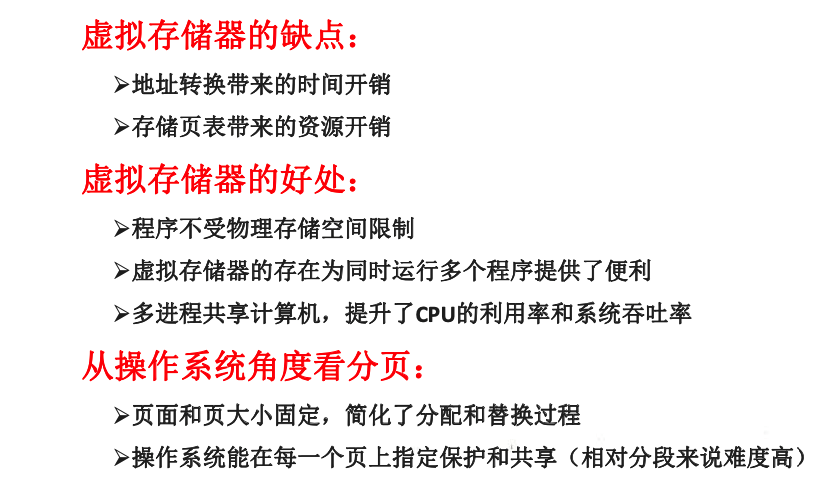 虚拟存储器的缺点：
➢地址转换带来的时间开销
➢存储页表带来的资源开销
虚拟存储器的好处：
➢程序不受物理存储空间限制
➢虚拟存储器的存在为同时运行多个程序提供了便利
➢多进程共享计算机，提升了CPU的利用率和系统吞吐率
从操作系统角度看分页：
➢页面和页大小固定，简化了分配和替换过程
➢操作系统能在每一个页上指定保护和共享（相对分段来说难度高）